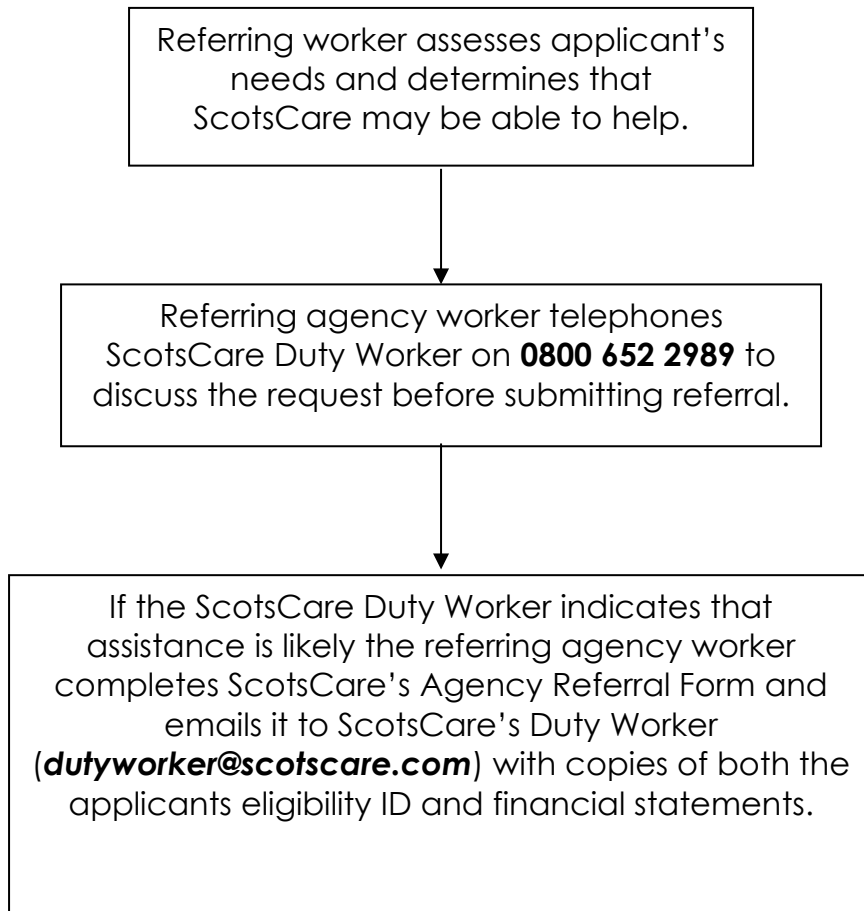 Referring worker assesses applicant’s
needs and determines that
ScotsCare may be able to help.
Referring agency worker telephones
ScotsCare Duty Worker on 0800 652 2989 to
discuss the request before submitting referral.
If the ScotsCare Duty Worker indicates that
assistance is likely the referring agency worker
completes ScotsCare’s Agency Referral Form and
emails it to ScotsCare’s Duty Worker
(dutyworker@scotscare.com) with copies of both the
applicants eligibility ID and financial statements.